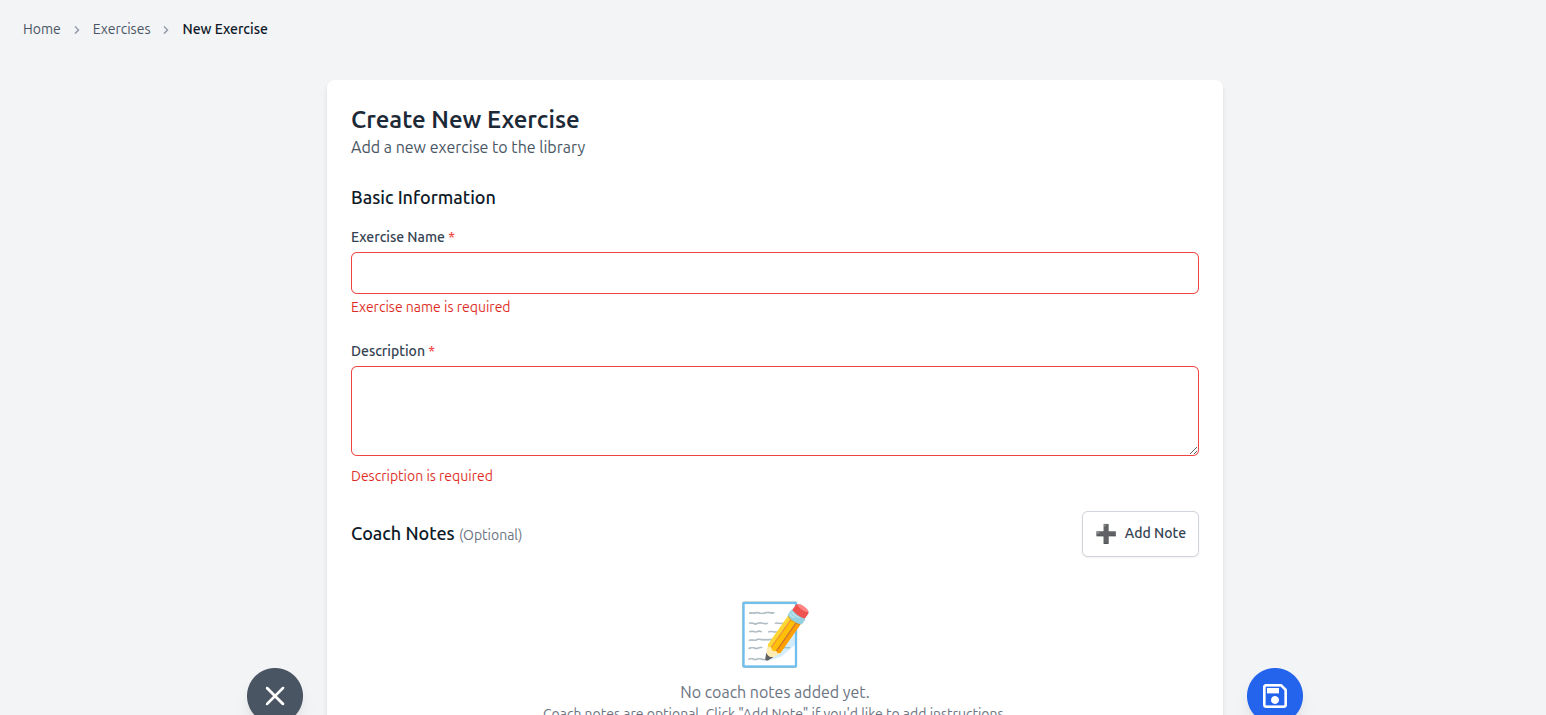 Home > Exercises > New Exercise
Create New Exercise
Add a new exercise to the library
Basic Information
Exercise Name *
Exercise name is required
Description *
Description is required
Coach Notes (Optional)
Add Note
No coach notes added yet.
Coach notes are optional. Click "Add Note" if you'd like to add instructions.